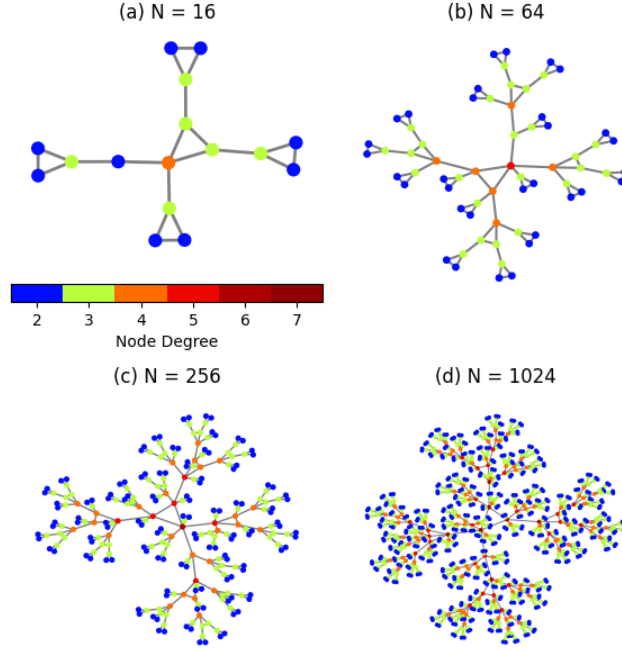 (a) N = 16
(b) N = 64
2 3 4 5 6 7
Node Degree
(c) N = 256
(d) N = 1024